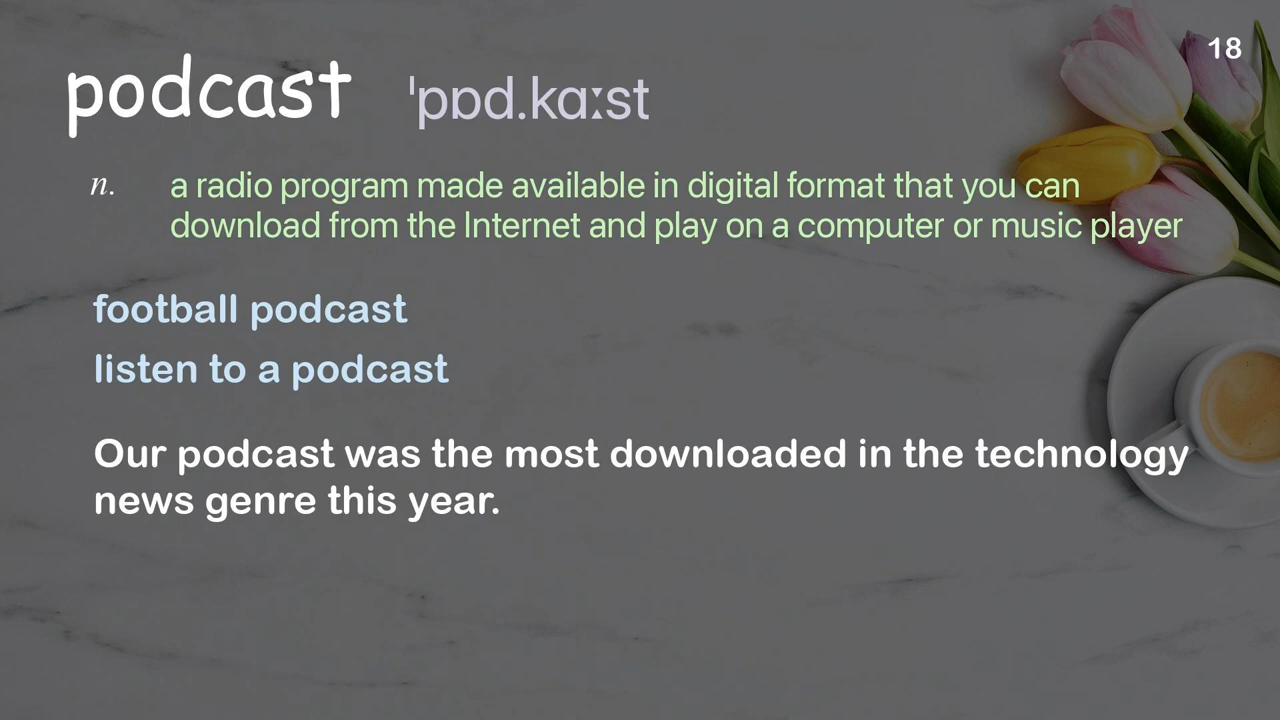 18
podcast ˈpɒd.kɑːst
n. a radio program made available in digital format that you can
download from the Internet and play on a computer or music player
football podcast
listen to a podcast
Our podcast was the most downloaded in the technology
news genre this year.